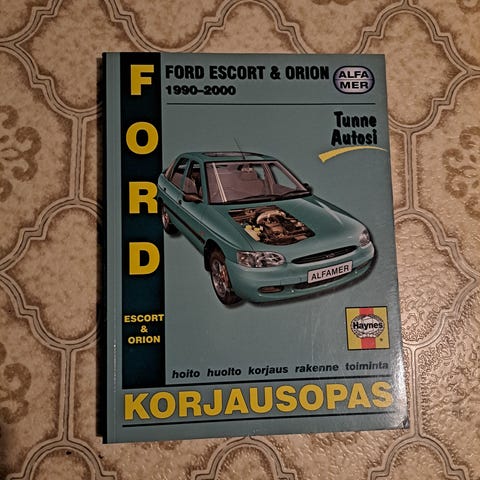 FORD
FORD ESCORT & ORION
1990–2000
ALFA
MER
Tunne
Autosi
ALFAMER
ESCORT
&
ORION
Haynes
hoito huolto korjaus rakenne toiminta
KORJAUSOPAS